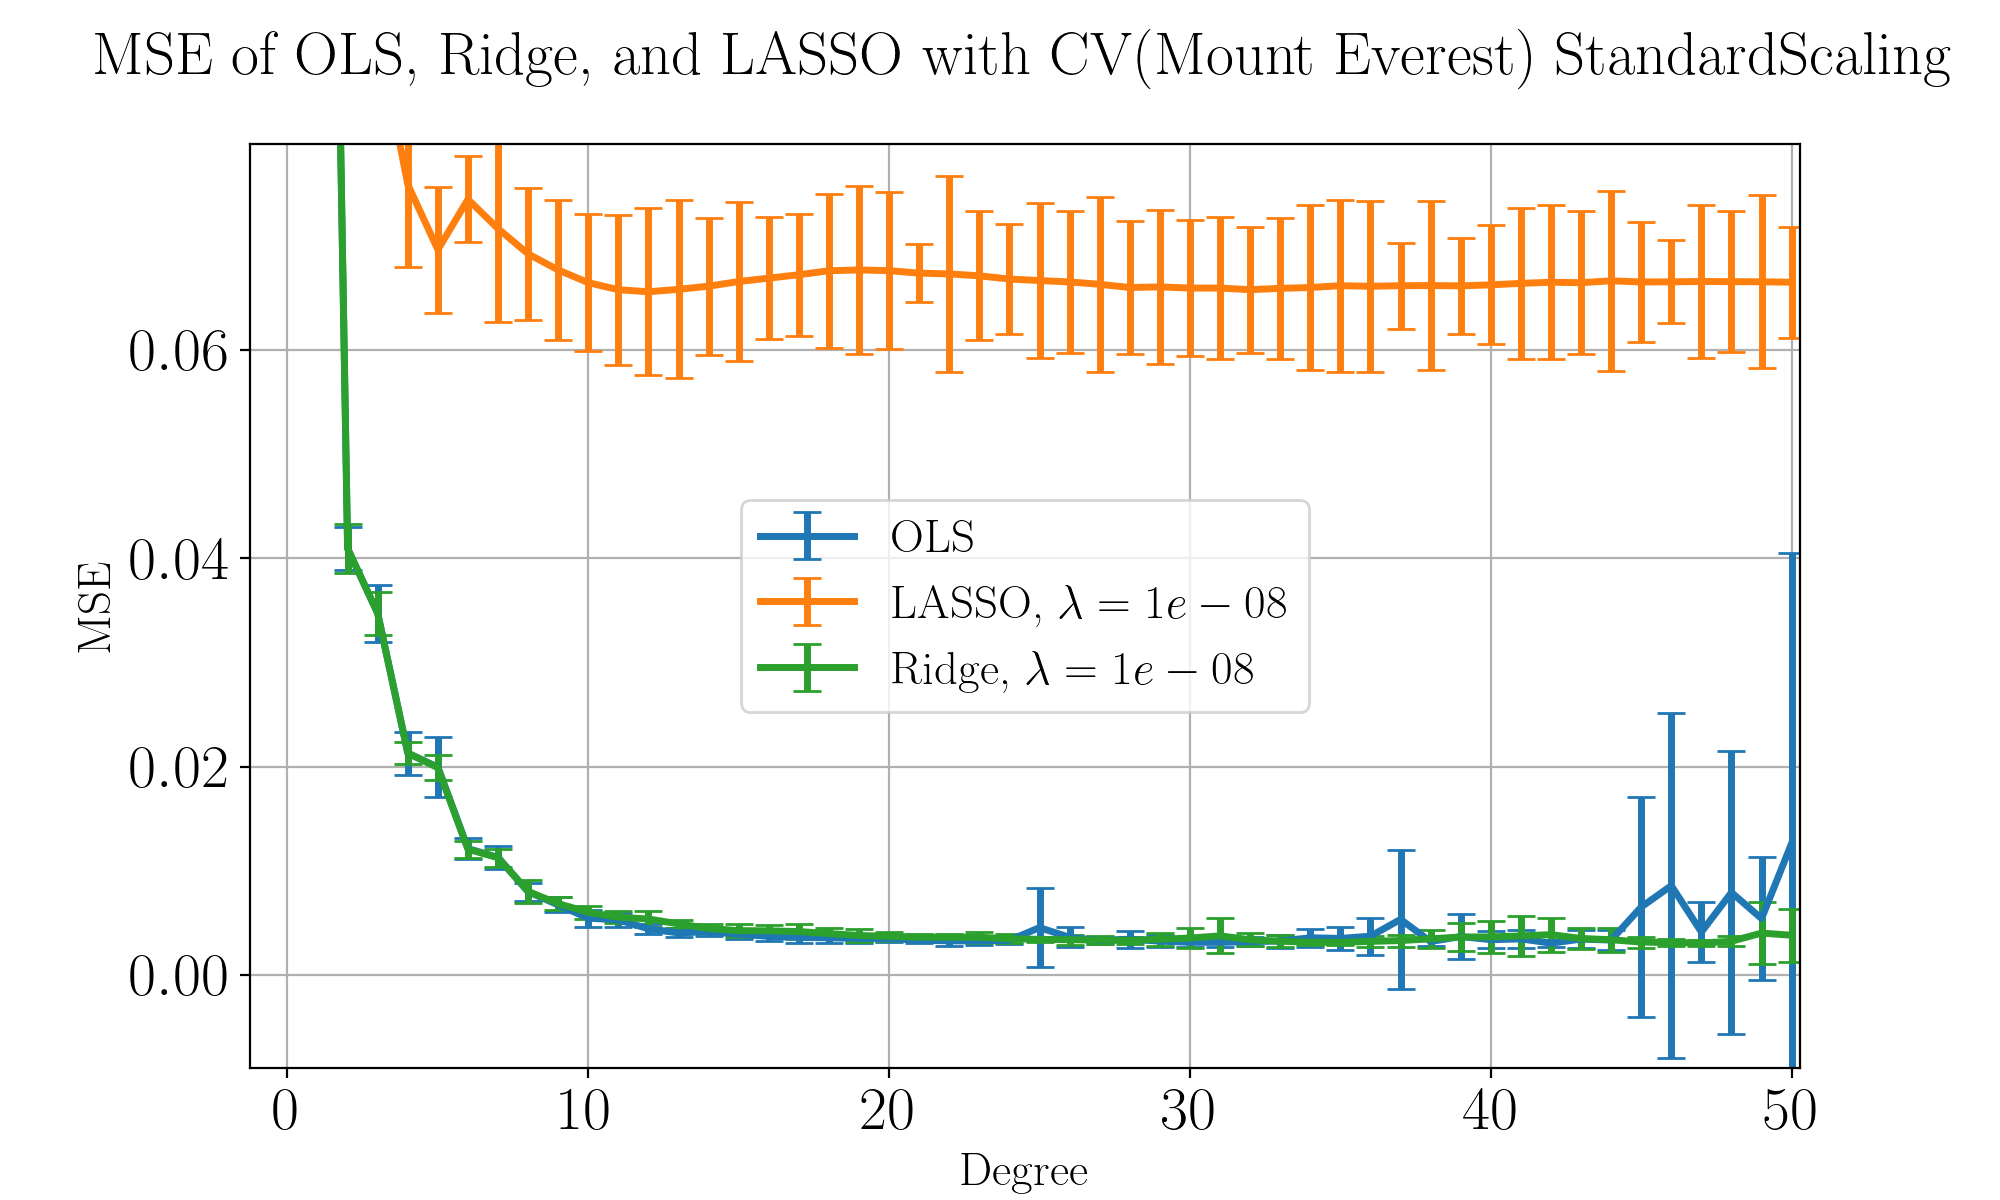 MSE of OLS, Ridge, and LASSO with CV(Mount Everest) StandardScaling
0.06
0.04
0.02
0.00
MSE
OLS
LASSO, λ = 1e − 08
Ridge, λ = 1e − 08
0 10 20 30 40 50
Degree